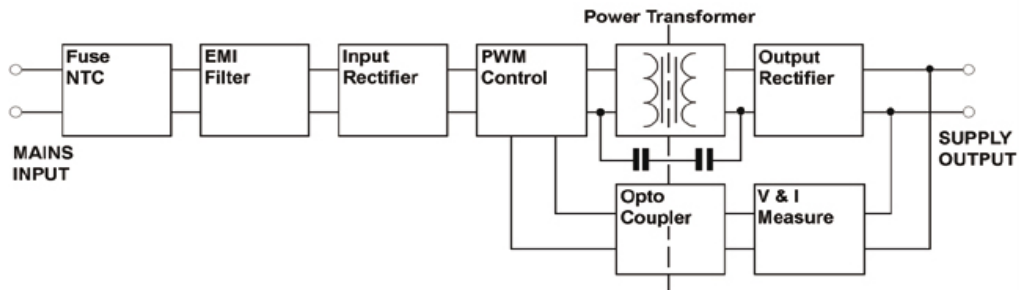 Power Transformer
Fuse
NTC
EMI
Filter
Input
Rectifier
PWM
Control
Output
Rectifier
MAINS
INPUT
SUPPLY
OUTPUT
Opto
Coupler
V & I
Measure